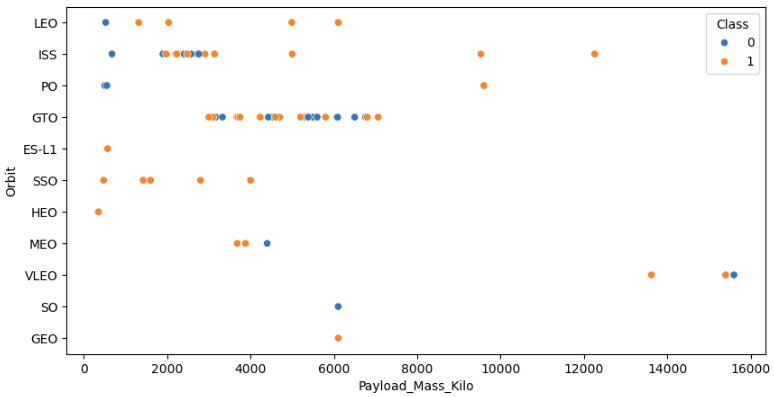 LEO
ISS
PO
GTO
ES-L1
SSO
HEO
MEO
VLEO
SO
GEO
Orbit
0
2000
4000
6000
8000
10000
12000
14000
16000
Payload_Mass_Kilo
Class
0
1